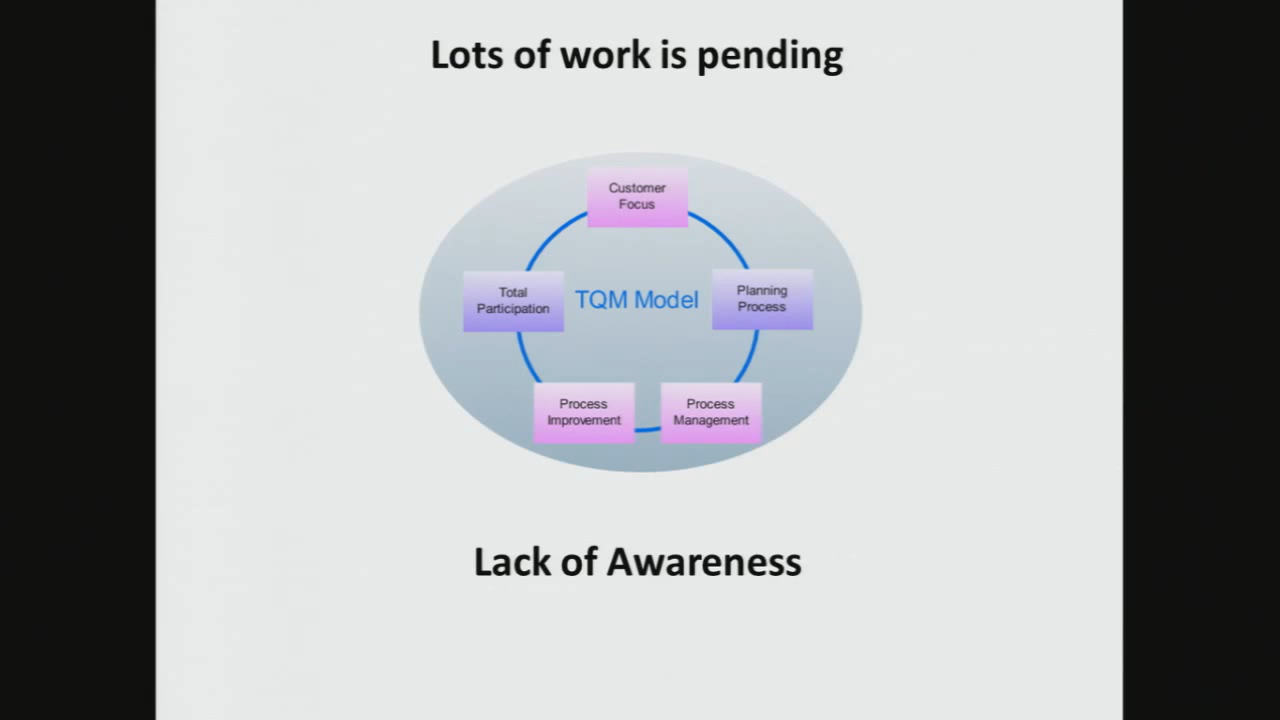 Lots of work is pending
Customer
Focus
Total
Participation
TQM Model
Planning
Process
Process
Improvement
Process
Management
Lack of Awareness